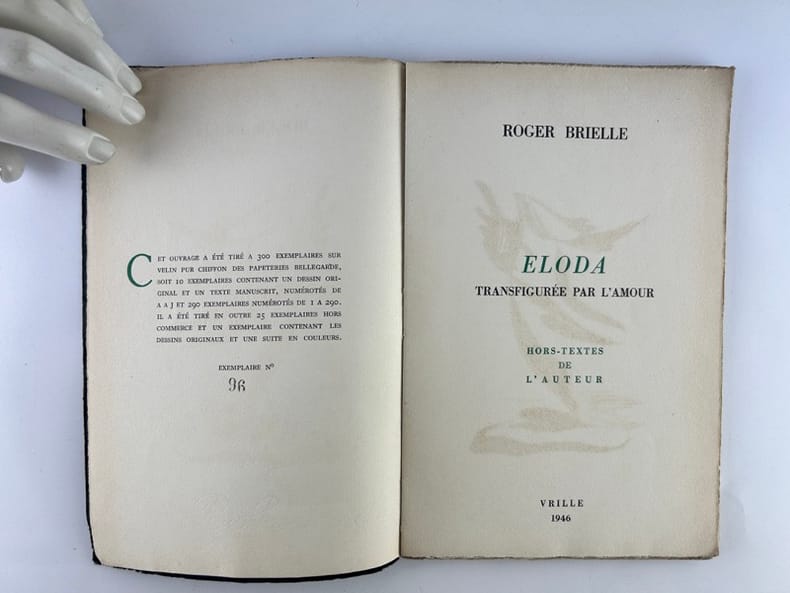 CET OUVRAGE A ÉTÉ TIRÉ A 300 EXEMPLAIRES SUR
VELIN PUR CHIFFON DES PAPETERIES BELLEGARDE,
SOIT 10 EXEMPLAIRES CONTENANT UN DESSIN ORI-
GINAL ET UN TEXTE MANUSCRIT, NUMÉROTÉS DE
A A J ET 290 EXEMPLAIRES NUMÉROTÉS DE 1 A 290.
IL A ÉTÉ TIRÉ EN OUTRE 25 EXEMPLAIRES HORS
COMMERCE ET UN EXEMPLAIRE CONTENANT LES
DESSINS ORIGINAUX ET UNE SUITE EN COULEURS.
EXEMPLAIRE Nº
96
ROGER BRIELLE
ELODA
TRANSFIGURÉE PAR L'AMOUR
HORS-TEXTES
DE
L'AUTEUR
VRILLE
1946